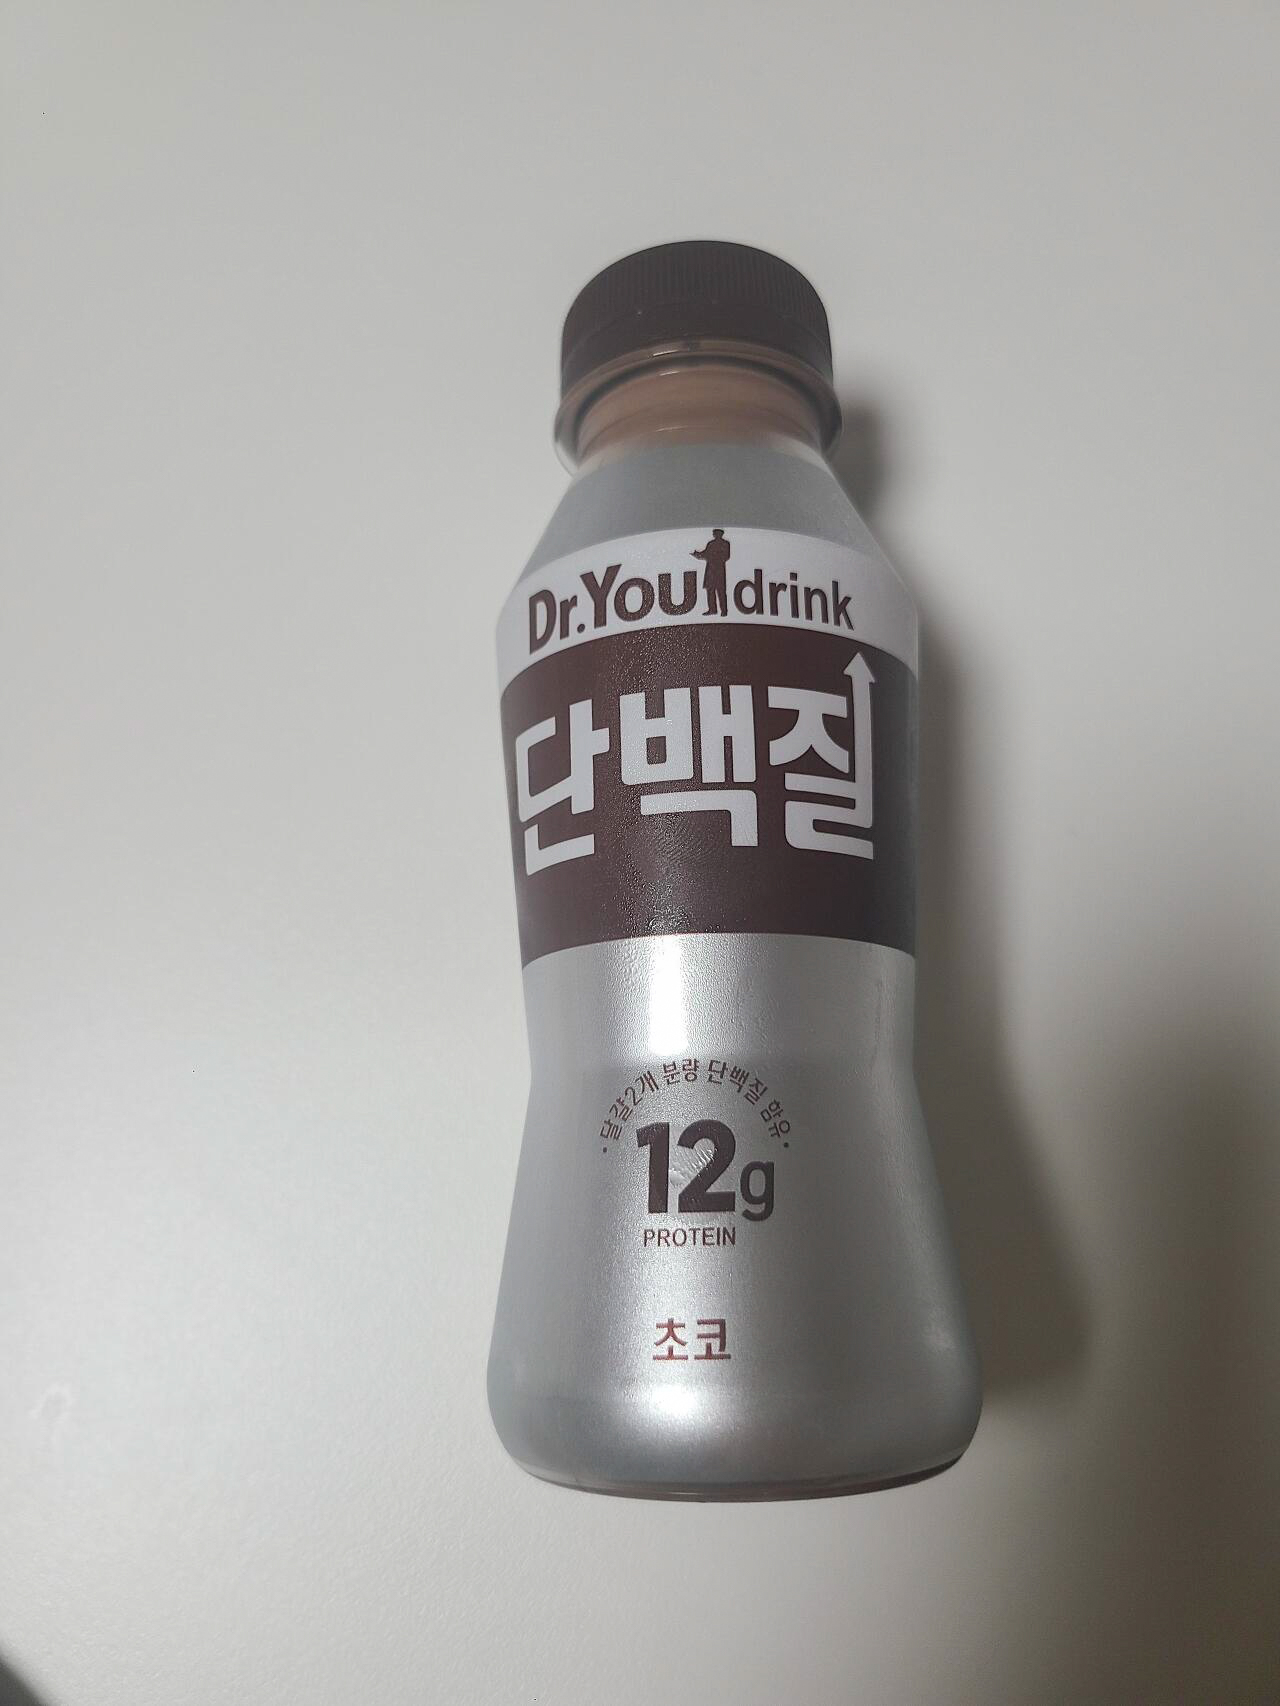 Dr.You drink
단백질
달걀2개 분량 단백질 함유
12g
PROTEIN
초코